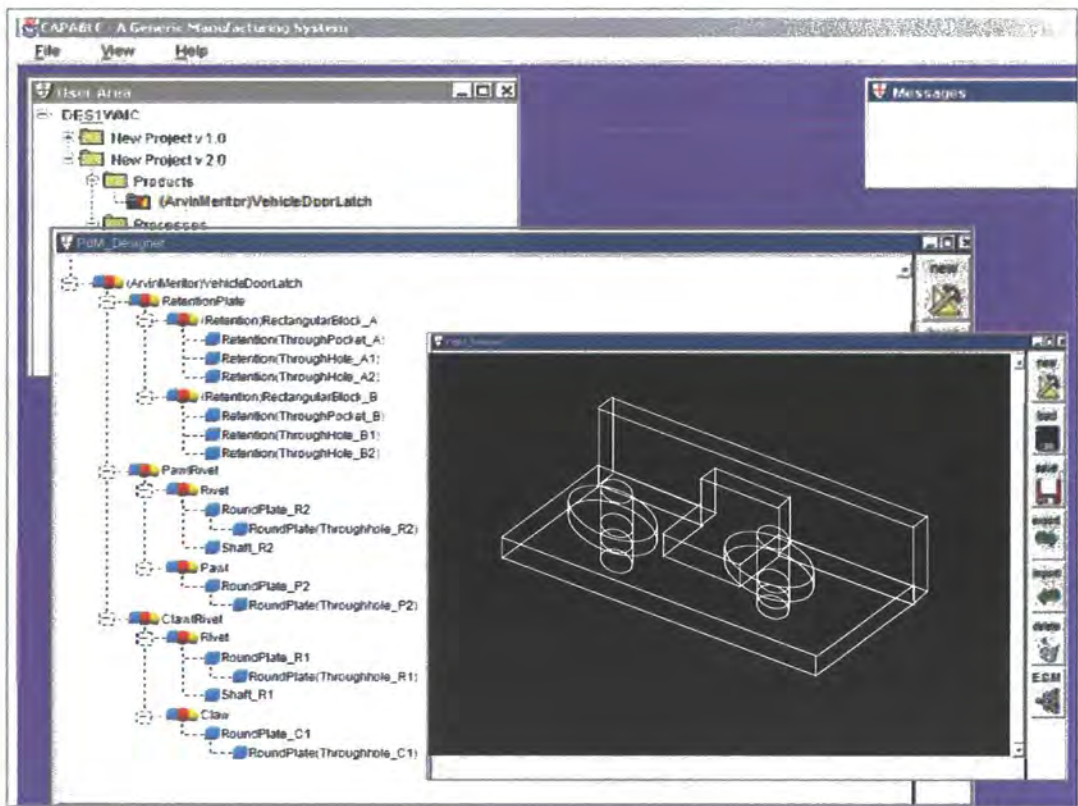 CAPABLE - A Generic Manufacturing System
File View Help
User Area
DES1WMC
New Project v 1.0
New Project v 2.0
Products
(ArvinMeritor)VehicleDoorLatch
Processes
Messages
PdM_Designer
new
(ArvinMeritor)VehicleDoorLatch
RetentionPlate
(Retention)RectangularBlock_A
Retention(ThroughPocket_A)
Retention(ThroughHole_A1)
Retention(ThroughHole_A2)
(Retention)RectangularBlock_B
Retention(ThroughPocket_B)
Retention(ThroughHole_B1)
Retention(ThroughHole_B2)
PawlRivet
Rivet
RoundPlate_R2
RoundPlate(Throughhole_R2)
Shaft_R2
Pawl
RoundPlate_P2
RoundPlate(Throughhole_P2)
ClawRivet
Rivet
RoundPlate_R1
RoundPlate(Throughhole_R1)
Shaft_R1
Claw
RoundPlate_C1
RoundPlate(Throughhole_C1)
new
load
save
export
import
delete